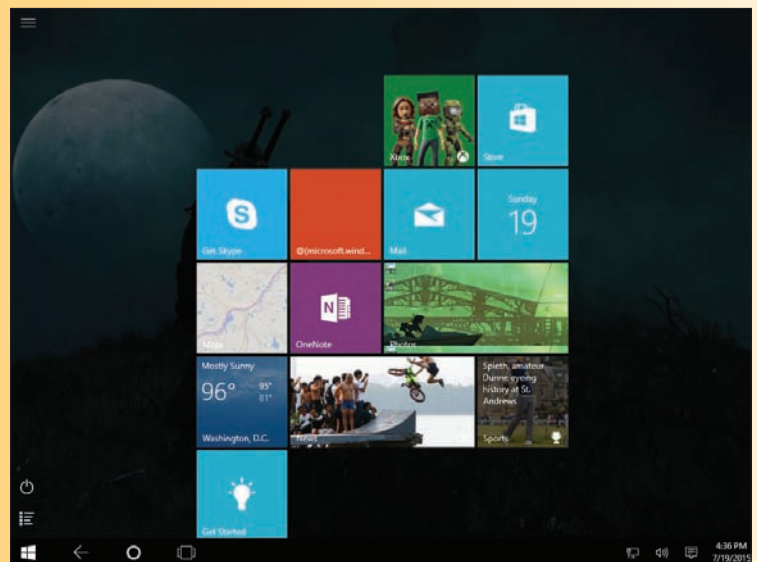 Xbox
Store
Get Skype
@{microsoft.wind...
Mail
Sunday
19
Maps
N
OneNote
Photos
Mostly Sunny
96°
95°
81°
Washington, D.C.
News
Spieth, amateur
Dunne eyeing
history at St.
Andrews
Sports
Get Started
4:36 PM
7/19/2015